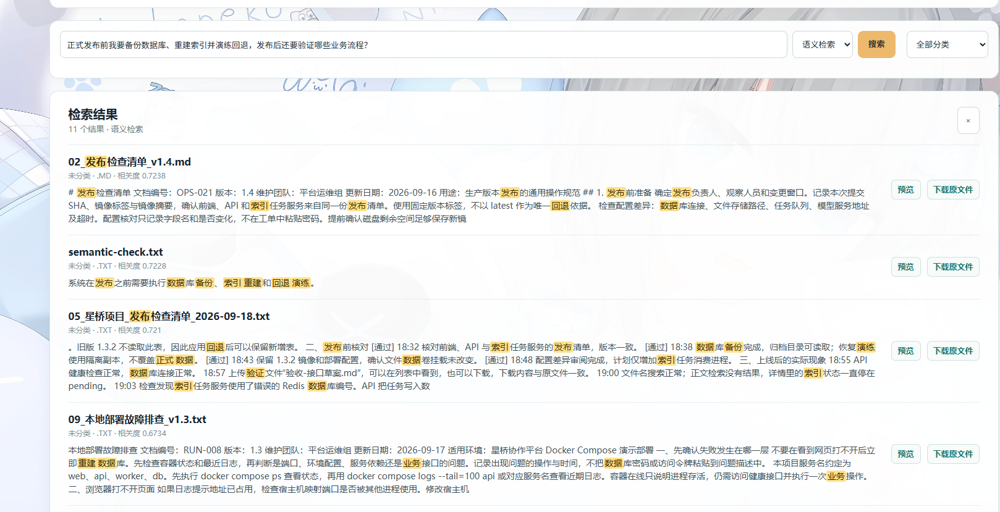 正式发布前我要备份数据库、重建索引并演练回退，发布后还要验证哪些业务流程？
语义检索
搜索
全部分类
检索结果
11 个结果 · 语义检索
×
02_发布检查清单_v1.4.md
未分类 · .MD · 相关度 0.7238
# 发布检查清单 文档编号：OPS-021 版本：1.4 维护团队：平台运维组 更新日期：2026-09-16 用途：生产版本发布的通用操作规范 ## 1. 发布前准备 确定发布负责人、观察人员和变更窗口。记录本次提交
SHA、镜像标签与镜像摘要，确认前端、API 和索引任务服务来自同一份发布清单。使用固定版本标签，不以 latest 作为唯一回退依据。 检查配置差异：数据库连接、文件存储路径、任务队列、模型服务地址
及超时。配置核对只记录字段名和是否变化，不在工单中粘贴密码。提前确认磁盘剩余空间足够保存新镜
预览
下载原文件
semantic-check.txt
未分类 · .TXT · 相关度 0.7228
系统在发布之前需要执行数据库备份、索引 重建和回退 演练。
预览
下载原文件
05_星桥项目_发布检查清单_2026-09-18.txt
未分类 · .TXT · 相关度 0.721
。旧版 1.3.2 不读取此表，因此应用回退后可以保留新增表。 二、发布前核对 [通过] 18:32 核对前端、API 与索引任务服务的发布清单，版本一致。 [通过] 18:38 数据库备份完成，归档目录可读取；恢复演练
使用隔离副本，不覆盖正式 数据。 [通过] 18:43 保留 1.3.2 镜像和部署配置，确认文件数据卷挂载未改变。 [通过] 18:48 配置差异审阅完成，计划仅增加索引任务消费进程。 三、上线后的实际现象 18:55 API
健康检查正常，数据库连接正常。 18:57 上传验证文件“验收-接口草案.md”，可以在列表中看到，也可以下载，下载内容与原文件一致。 19:00 文件名搜索正常；正文检索没有结果，详情里的索引状态一直停在
pending。 19:03 检查发现索引任务服务使用了错误的 Redis 数据库编号。API 把任务写入数
预览
下载原文件
09_本地部署故障排查_v1.3.txt
未分类 · .TXT · 相关度 0.6734
本地部署故障排查 文档编号：RUN-008 版本：1.3 维护团队：平台运维组 更新日期：2026-09-17 适用环境：星桥协作平台 Docker Compose 演示部署 一、先确认失败发生在哪一层 不要在看到网页打不开后立
即重建 数据库。先检查容器状态和最近日志，再判断是端口、环境配置、服务依赖还是业务接口的问题。记录出现问题的操作与时间，不把数据库密码或访问令牌粘贴到问题描述中。 本项目服务名约定为
web、api、worker、db。先执行 docker compose ps 查看状态，再用 docker compose logs --tail=100 api 或对应服务名查看近期日志。容器在线只说明进程存活，仍需访问健康接口并执行一次业务操作。
二、浏览器打不开页面 如果日志提示地址已占用，检查宿主机映射端口是否被其他进程使用。修改宿主机
预览
下载原文件